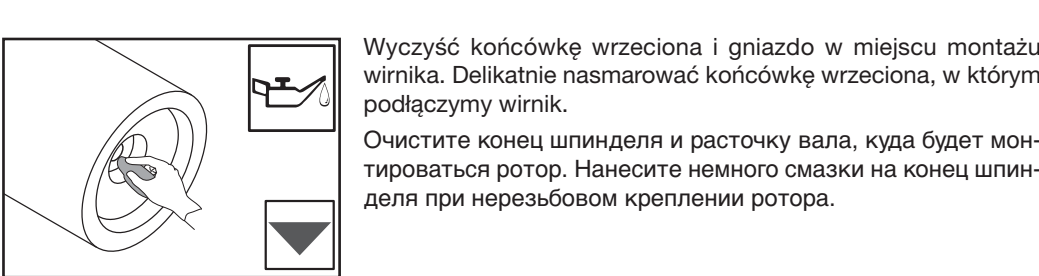 Wyczyść końcówkę wrzeciona i gniazdo w miejscu montażu
wirnika. Delikatnie nasmarować końcówkę wrzeciona, w którym
podłączymy wirnik.
Очистите конец шпинделя и расточку вала, куда будет мон-
тироваться ротор. Нанесите немного смазки на конец шпин-
деля при нерезьбовом креплении ротора.